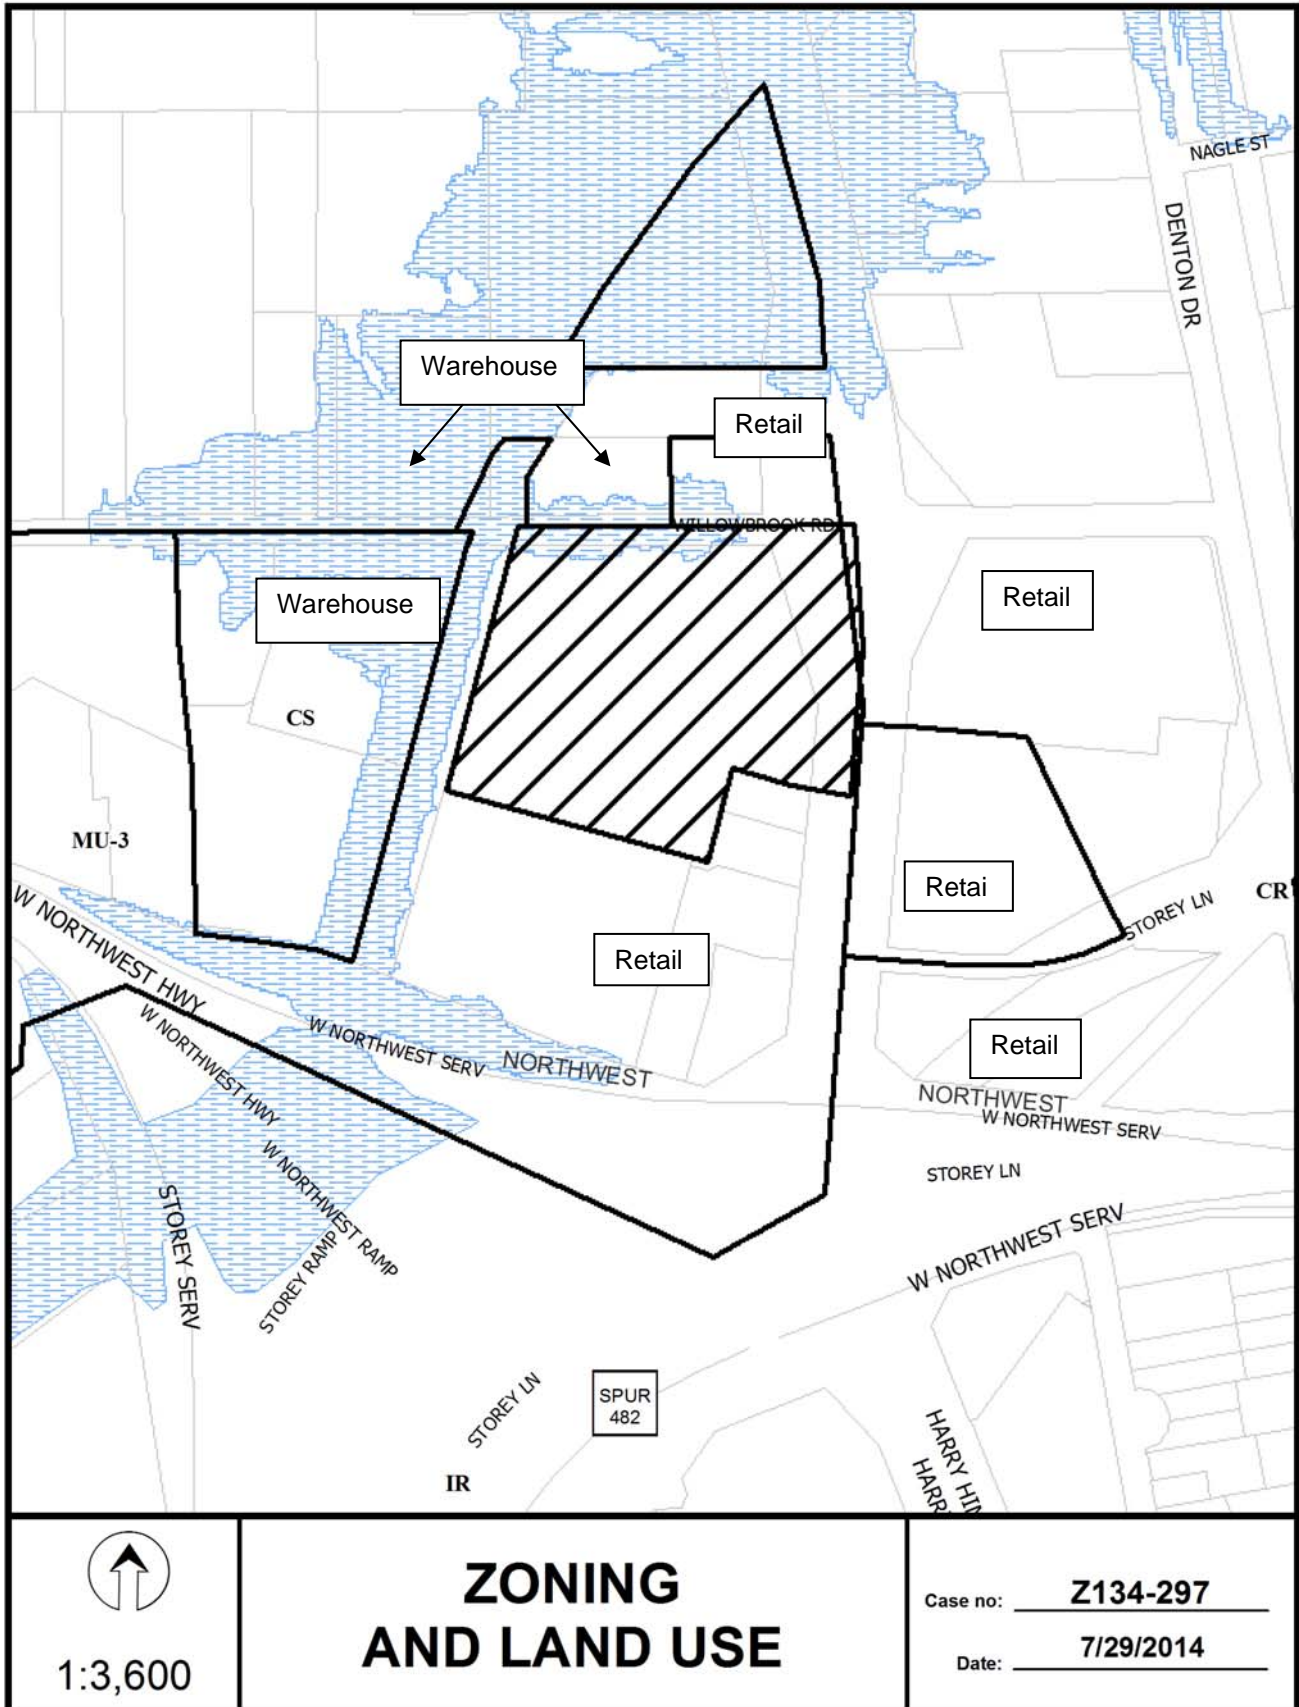 NAGLE ST
DENTON DR
Warehouse
Retail
WILLOWBROOK RD
Warehouse
Retail
CS
MU-3
Retai
CR
STOREY LN
W NORTHWEST HWY
Retail
W NORTHWEST HWY
W NORTHWEST SERV
NORTHWEST
Retail
NORTHWEST
W NORTHWEST SERV
W NORTHWEST RAMP
STOREY LN
STOREY SERV
STOREY RAMP
W NORTHWEST SERV
STOREY LN
SPUR
482
HARRY HIN
HARR
IR
1:3,600
ZONING
AND LAND USE
Case no: Z134-297
Date: 7/29/2014